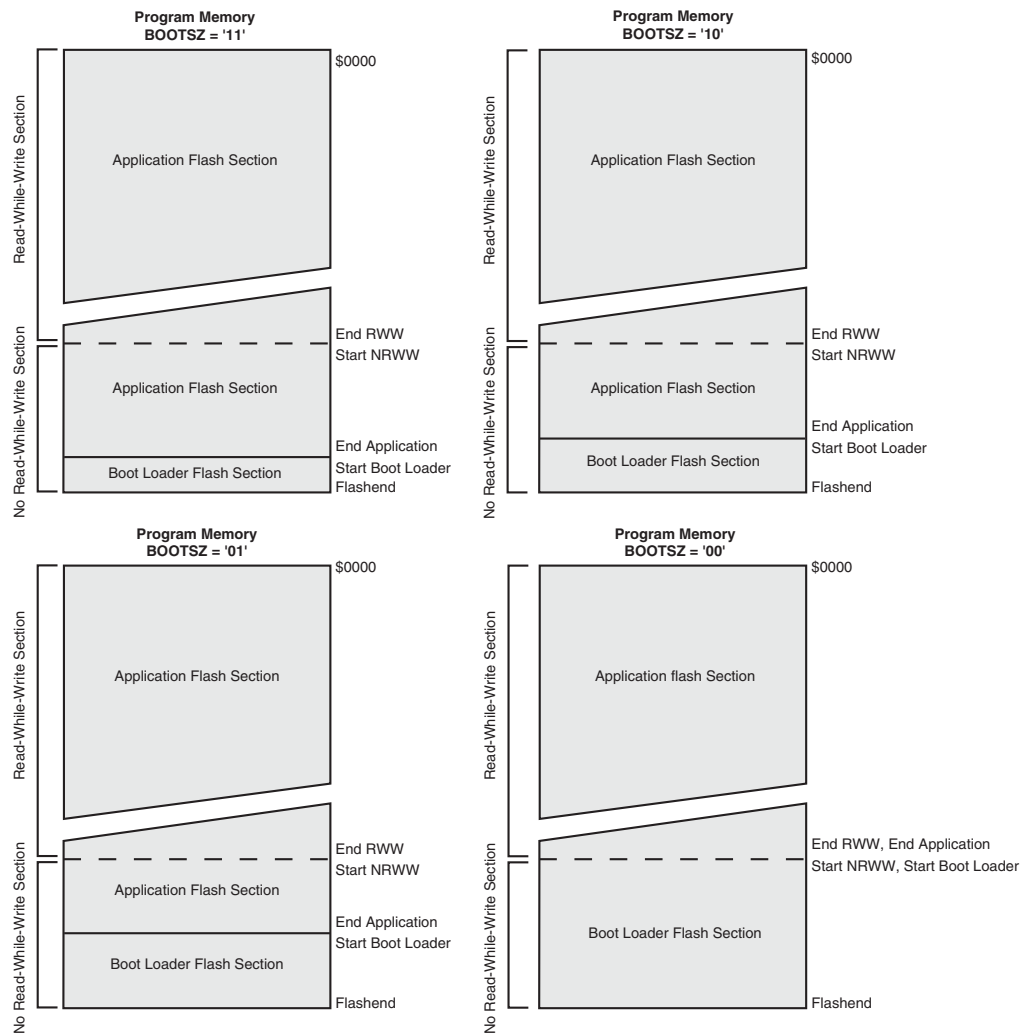 Program Memory
BOOTSZ = '11'
$0000
Read-While-Write Section
Application Flash Section
End RWW
Start NRWW
No Read-While-Write Section
Application Flash Section
End Application
Start Boot Loader
Boot Loader Flash Section
Flashend
Program Memory
BOOTSZ = '10'
$0000
Read-While-Write Section
Application Flash Section
End RWW
Start NRWW
No Read-While-Write Section
Application Flash Section
End Application
Start Boot Loader
Boot Loader Flash Section
Flashend
Program Memory
BOOTSZ = '01'
$0000
Read-While-Write Section
Application Flash Section
End RWW
Start NRWW
No Read-While-Write Section
Application Flash Section
End Application
Start Boot Loader
Boot Loader Flash Section
Flashend
Program Memory
BOOTSZ = '00'
$0000
Read-While-Write Section
Application flash Section
End RWW, End Application
Start NRWW, Start Boot Loader
No Read-While-Write Section
Boot Loader Flash Section
Flashend